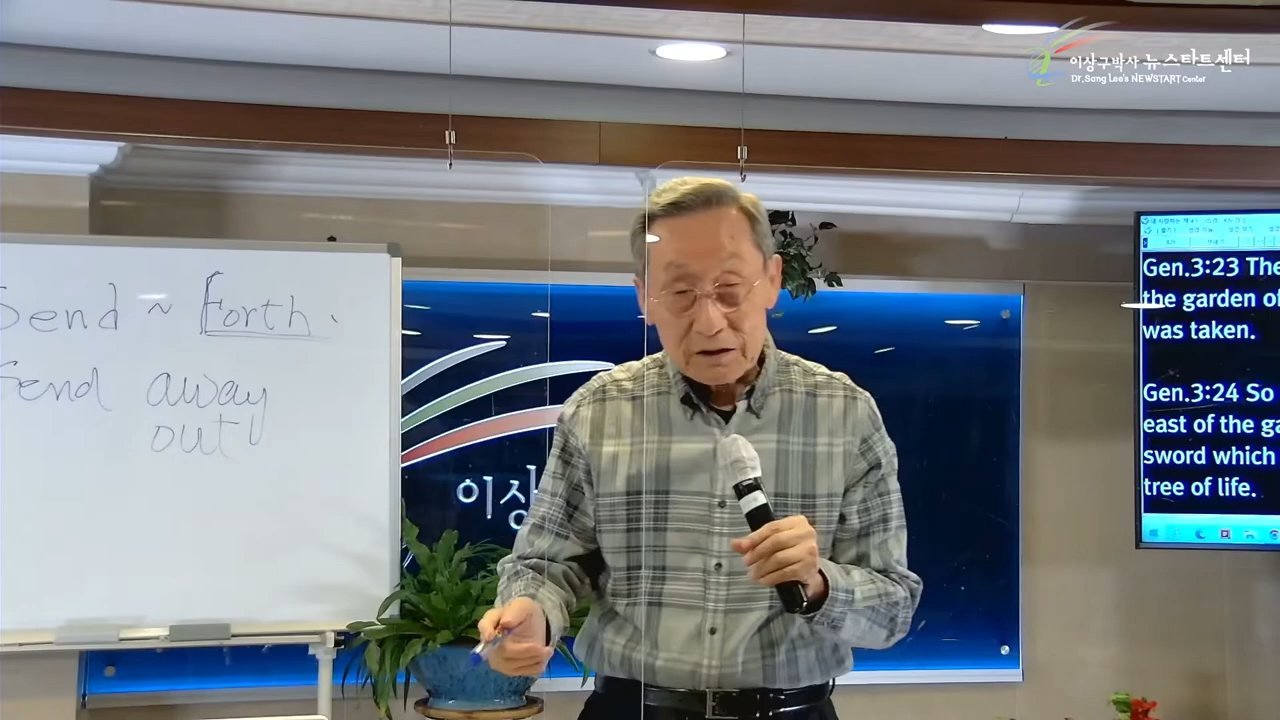 이상구박사 뉴스타트센터
Dr. Sang Lee's NEWSTART Center
Send ~ Forth.
Send away
out
이상
Gen.3:23 The
the garden of
was taken.
Gen.3:24 So
east of the ga
sword which
tree of life.